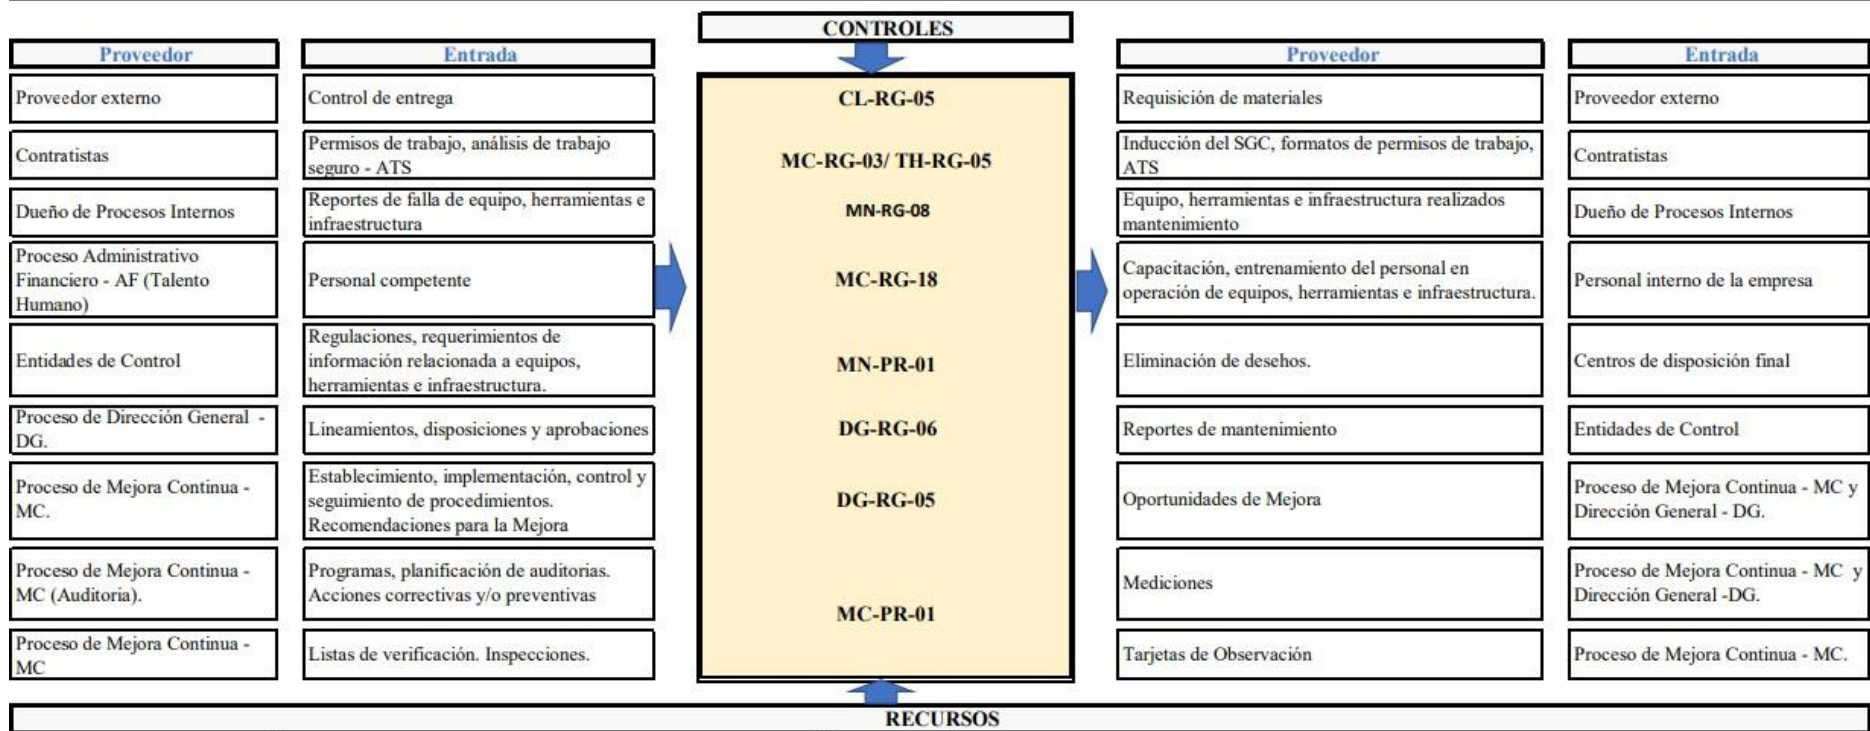 CONTROLES
Proveedor
Entrada
Proveedor
Entrada
Proveedor externo
Control de entrega
CL-RG-05
Requisición de materiales
Proveedor externo
Contratistas
Permisos de trabajo, análisis de trabajo
seguro - ATS
MC-RG-03/ TH-RG-05
Inducción del SGC, formatos de permisos de trabajo,
ATS
Contratistas
Dueño de Procesos Internos
Reportes de falla de equipo, herramientas e
infraestructura
MN-RG-08
Equipo, herramientas e infraestructura realizados
mantenimiento
Dueño de Procesos Internos
Proceso Administrativo
Financiero - AF (Talento
Humano)
Personal competente
MC-RG-18
Capacitación, entrenamiento del personal en
operación de equipos, herramientas e infraestructura.
Personal interno de la empresa
Entidades de Control
Regulaciones, requerimientos de
información relacionada a equipos,
herramientas e infraestructura.
MN-PR-01
Eliminación de desehos.
Centros de disposición final
Proceso de Dirección General -
DG.
Lineamientos, disposiciones y aprobaciones
DG-RG-06
Reportes de mantenimiento
Entidades de Control
Proceso de Mejora Continua -
MC.
Establecimiento, implementación, control y
seguimiento de procedimientos.
Recomendaciones para la Mejora
DG-RG-05
Oportunidades de Mejora
Proceso de Mejora Continua - MC y
Dirección General - DG.
Proceso de Mejora Continua -
MC (Auditoria).
Programas, planificación de auditorias.
Acciones correctivas y/o preventivas
MC-PR-01
Mediciones
Proceso de Mejora Continua - MC y
Dirección General -DG.
Proceso de Mejora Continua -
MC
Listas de verificación. Inspecciones.
Tarjetas de Observación
Proceso de Mejora Continua - MC.
RECURSOS